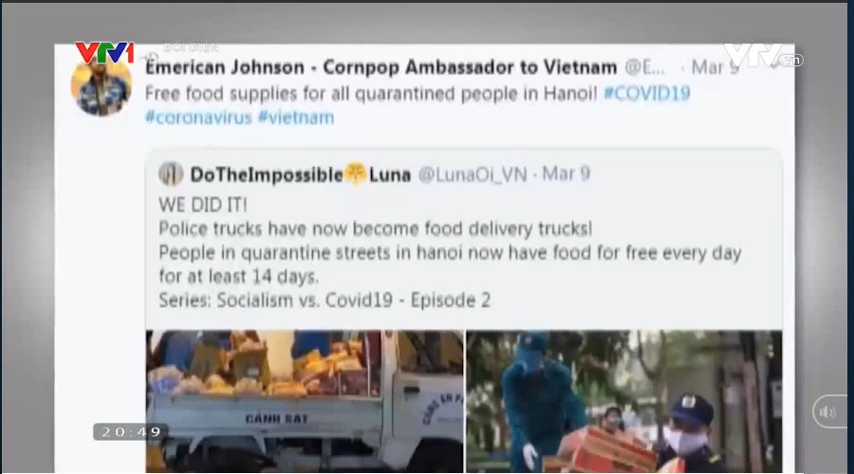 VTV1
VTVgo
Emerican Johnson - Cornpop Ambassador to Vietnam @E... · Mar 9
Free food supplies for all quarantined people in Hanoi! #COVID19
#coronavirus #vietnam
DoTheImpossible Luna @LunaOi_VN · Mar 9
WE DID IT!
Police trucks have now become food delivery trucks!
People in quarantine streets in hanoi now have food for free every day
for at least 14 days.
Series: Socialism vs. Covid19 - Episode 2
CẢNH SÁT
CÔNG AN
20:49